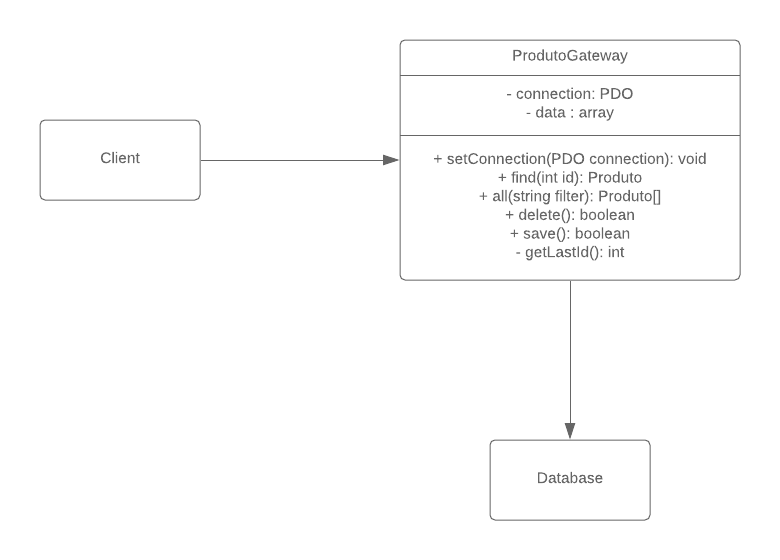 ProdutoGateway
- connection: PDO
- data : array
Client
+ setConnection(PDO connection): void
+ find(int id): Produto
+ all(string filter): Produto[]
+ delete(): boolean
+ save(): boolean
- getLastId(): int
Database